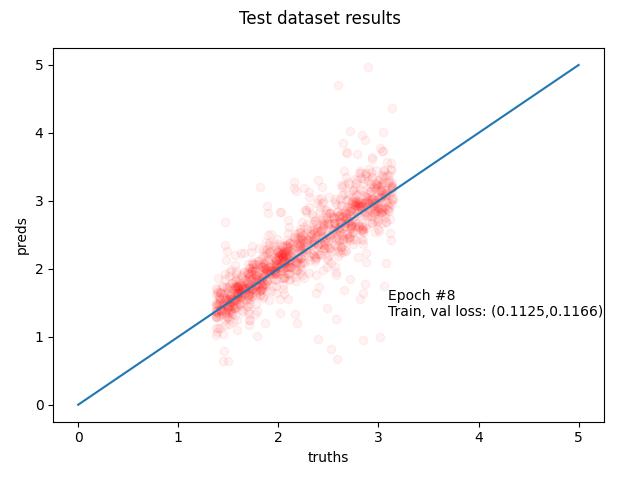 Test dataset results
preds
5
4
3
2
1
0
Epoch #8
Train, val loss: (0.1125,0.1166)
0 1 2 3 4 5
truths